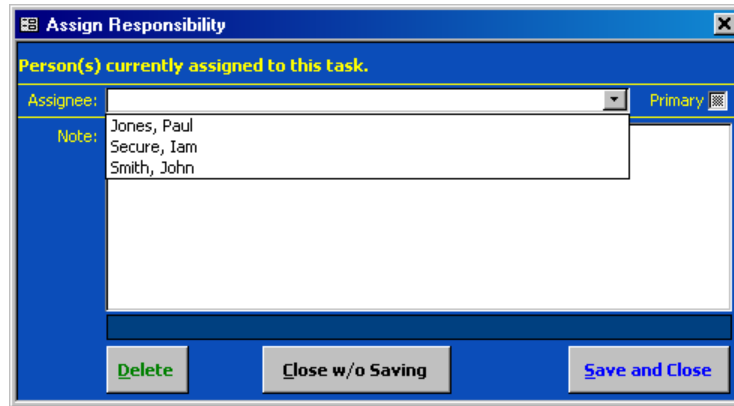 Assign Responsibility
Person(s) currently assigned to this task.
Assignee: Primary
Note:
Jones, Paul
Secure, Iam
Smith, John
Delete Close w/o Saving Save and Close